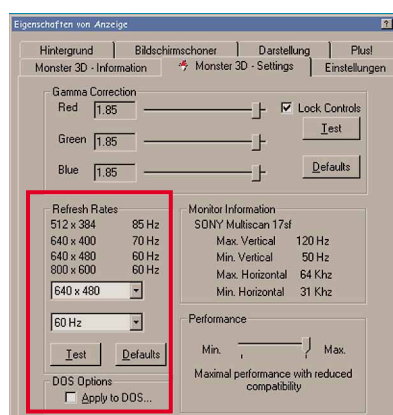 Eigenschaften von Anzeige
Hintergrund Bildschirmschoner Darstellung Plus!
Monster 3D - Information Monster 3D - Settings Einstellungen
Gamma Correction
Red 1.85
Lock Controls
Test
Green 1.85
Blue 1.85
Defaults
Refresh Rates
512 x 384 85 Hz
640 x 400 70 Hz
640 x 480 60 Hz
800 x 600 60 Hz
640 x 480
60 Hz
Test Defaults
DOS Options
Apply to DOS...
Monitor Information
SONY Multiscan 17sf
Max. Vertical 120 Hz
Min. Vertical 50 Hz
Max. Horizontal 64 Khz
Min. Horizontal 31 Khz
Performance
Min. Max.
Maximal performance with reduced
compatibility